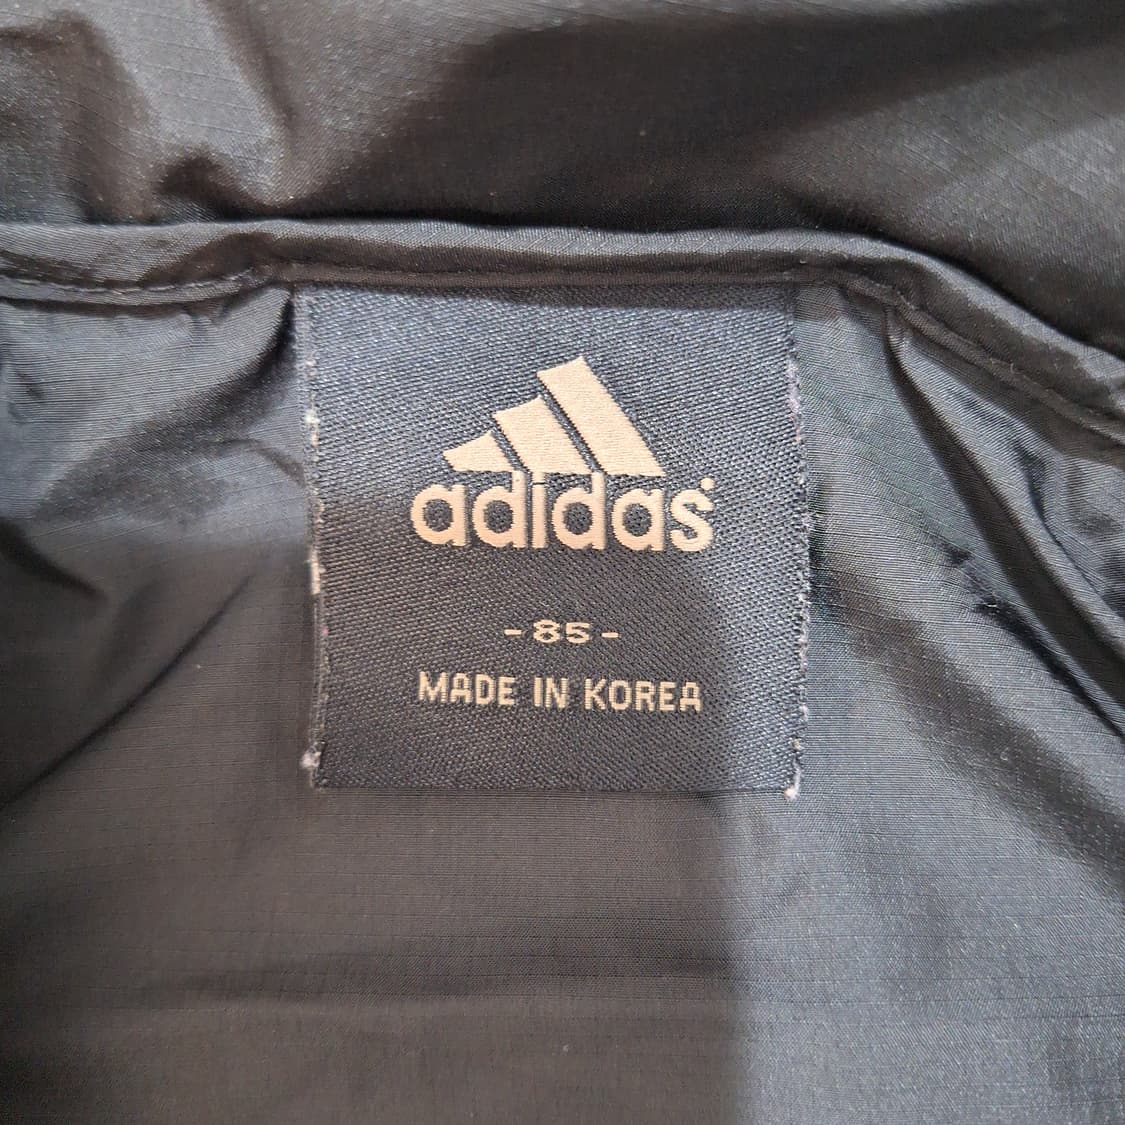 adidas
- 85 -
MADE IN KOREA